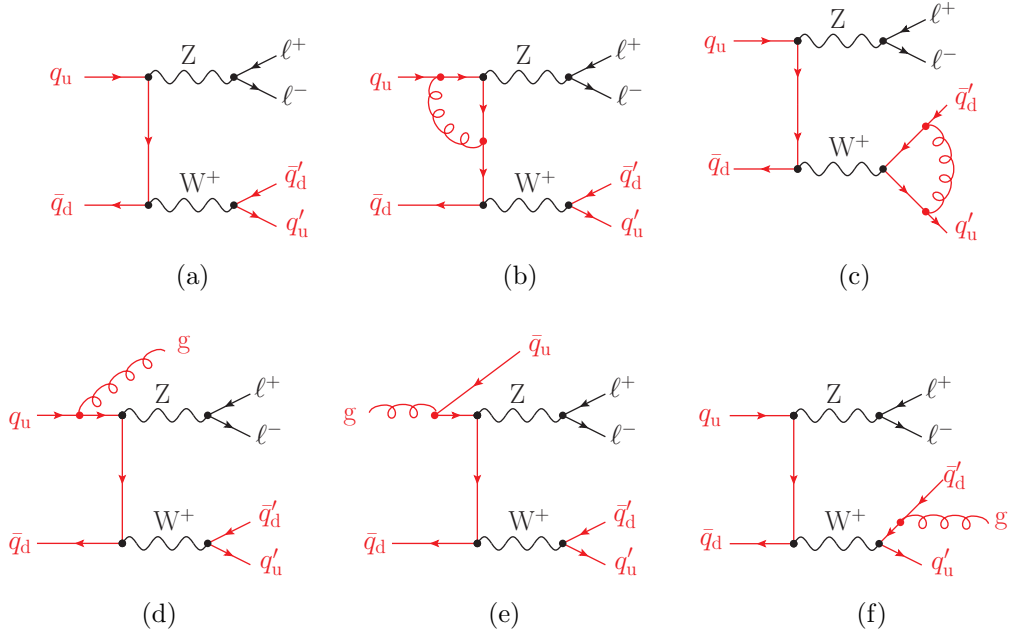 q_u Z ℓ⁺ ℓ⁻
q̄_d W⁺ q̄′_d q′_u
(a)
q_u Z ℓ⁺ ℓ⁻
q̄_d W⁺ q̄′_d q′_u
(b)
q_u Z ℓ⁺ ℓ⁻
q̄_d W⁺ q̄′_d q′_u
(c)
g
q_u Z ℓ⁺ ℓ⁻
q̄_d W⁺ q̄′_d q′_u
(d)
q̄_u
g Z ℓ⁺ ℓ⁻
q̄_d W⁺ q̄′_d q′_u
(e)
q_u Z ℓ⁺ ℓ⁻
q̄_d W⁺ q̄′_d g q′_u
(f)